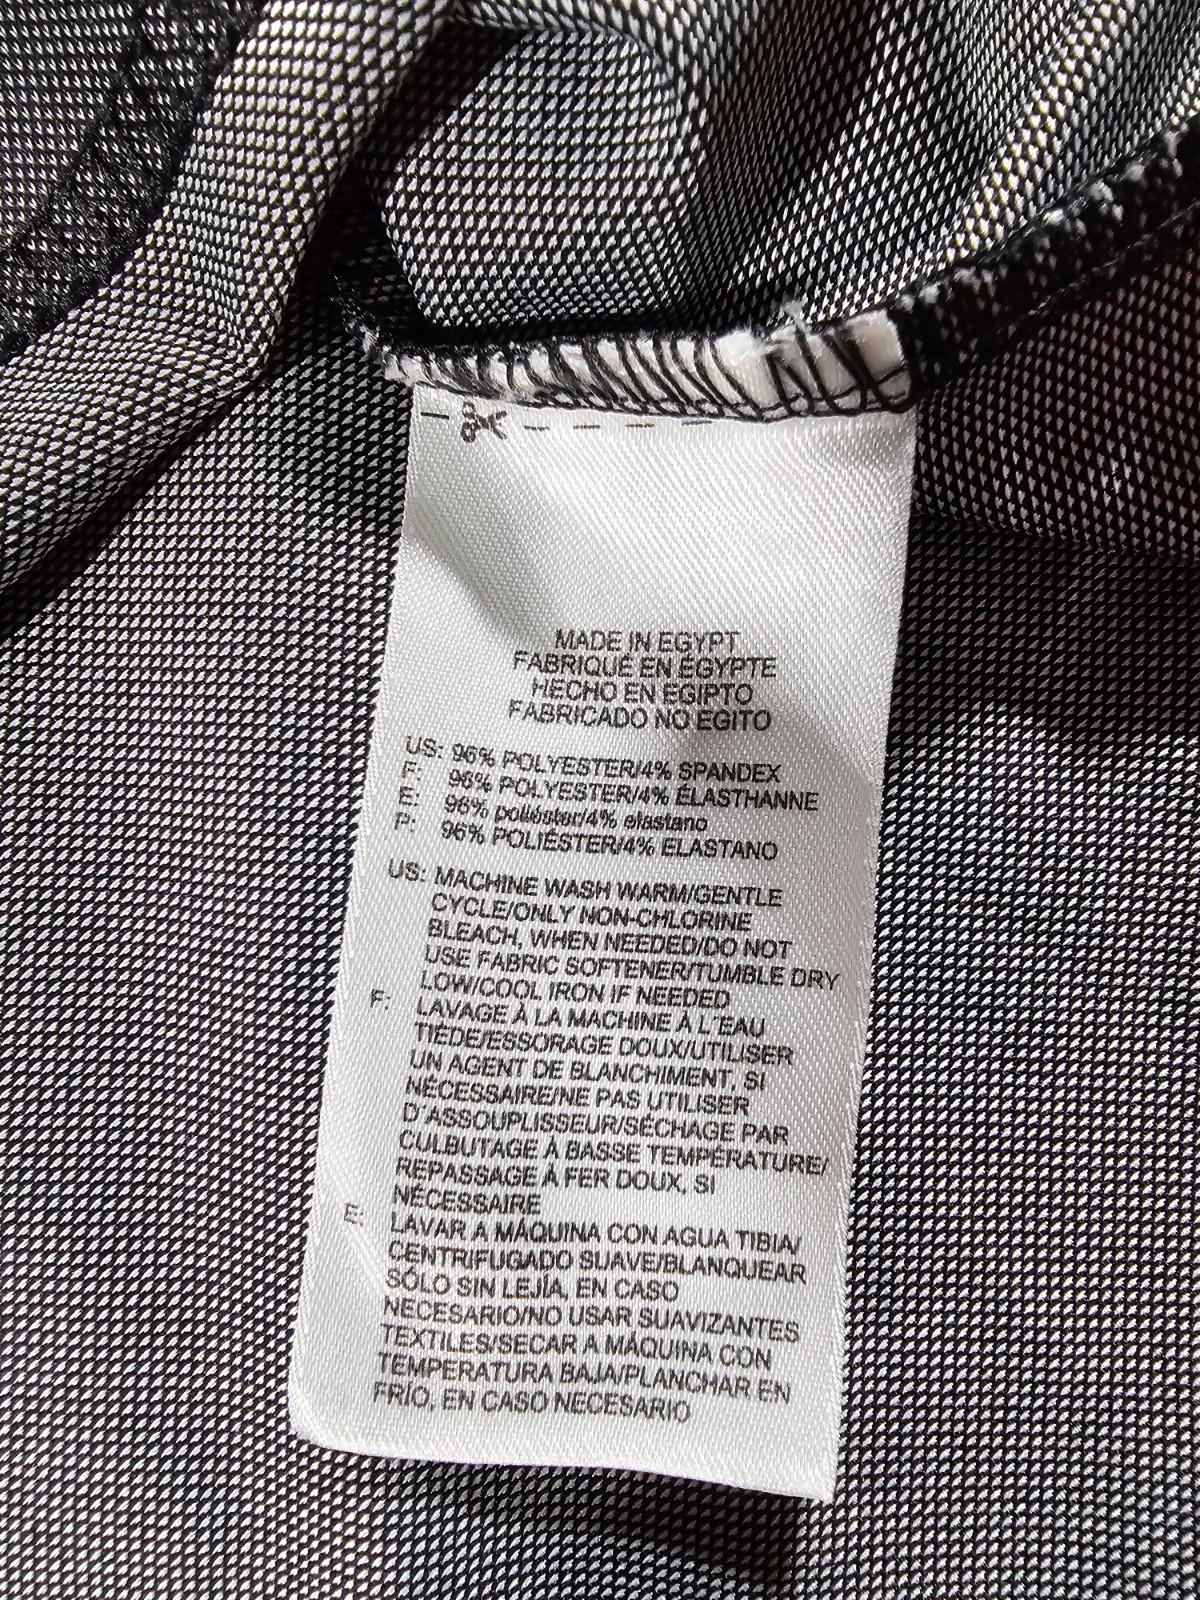 MADE IN EGYPT
FABRIQUÉ EN ÉGYPTE
HECHO EN EGIPTO
FABRICADO NO EGITO
US: 96% POLYESTER/4% SPANDEX
F: 96% POLYESTER/4% ÉLASTHANNE
E: 96% poliéster/4% elastano
P: 96% POLIÉSTER/4% ELASTANO
US: MACHINE WASH WARM/GENTLE
CYCLE/ONLY NON-CHLORINE
BLEACH, WHEN NEEDED/DO NOT
USE FABRIC SOFTENER/TUMBLE DRY
LOW/COOL IRON IF NEEDED
F: LAVAGE À LA MACHINE À L'EAU
TIÈDE/ESSORAGE DOUX/UTILISER
UN AGENT DE BLANCHIMENT, SI
NÉCESSAIRE/NE PAS UTILISER
D'ASSOUPLISSEUR/SÉCHAGE PAR
CULBUTAGE À BASSE TEMPÉRATURE/
REPASSAGE À FER DOUX, SI
NÉCESSAIRE
E: LAVAR A MÁQUINA CON AGUA TIBIA/
CENTRIFUGADO SUAVE/BLANQUEAR
SÓLO SIN LEJÍA, EN CASO
NECESARIO/NO USAR SUAVIZANTES
TEXTILES/SECAR A MÁQUINA CON
TEMPERATURA BAJA/PLANCHAR EN
FRÍO, EN CASO NECESARIO